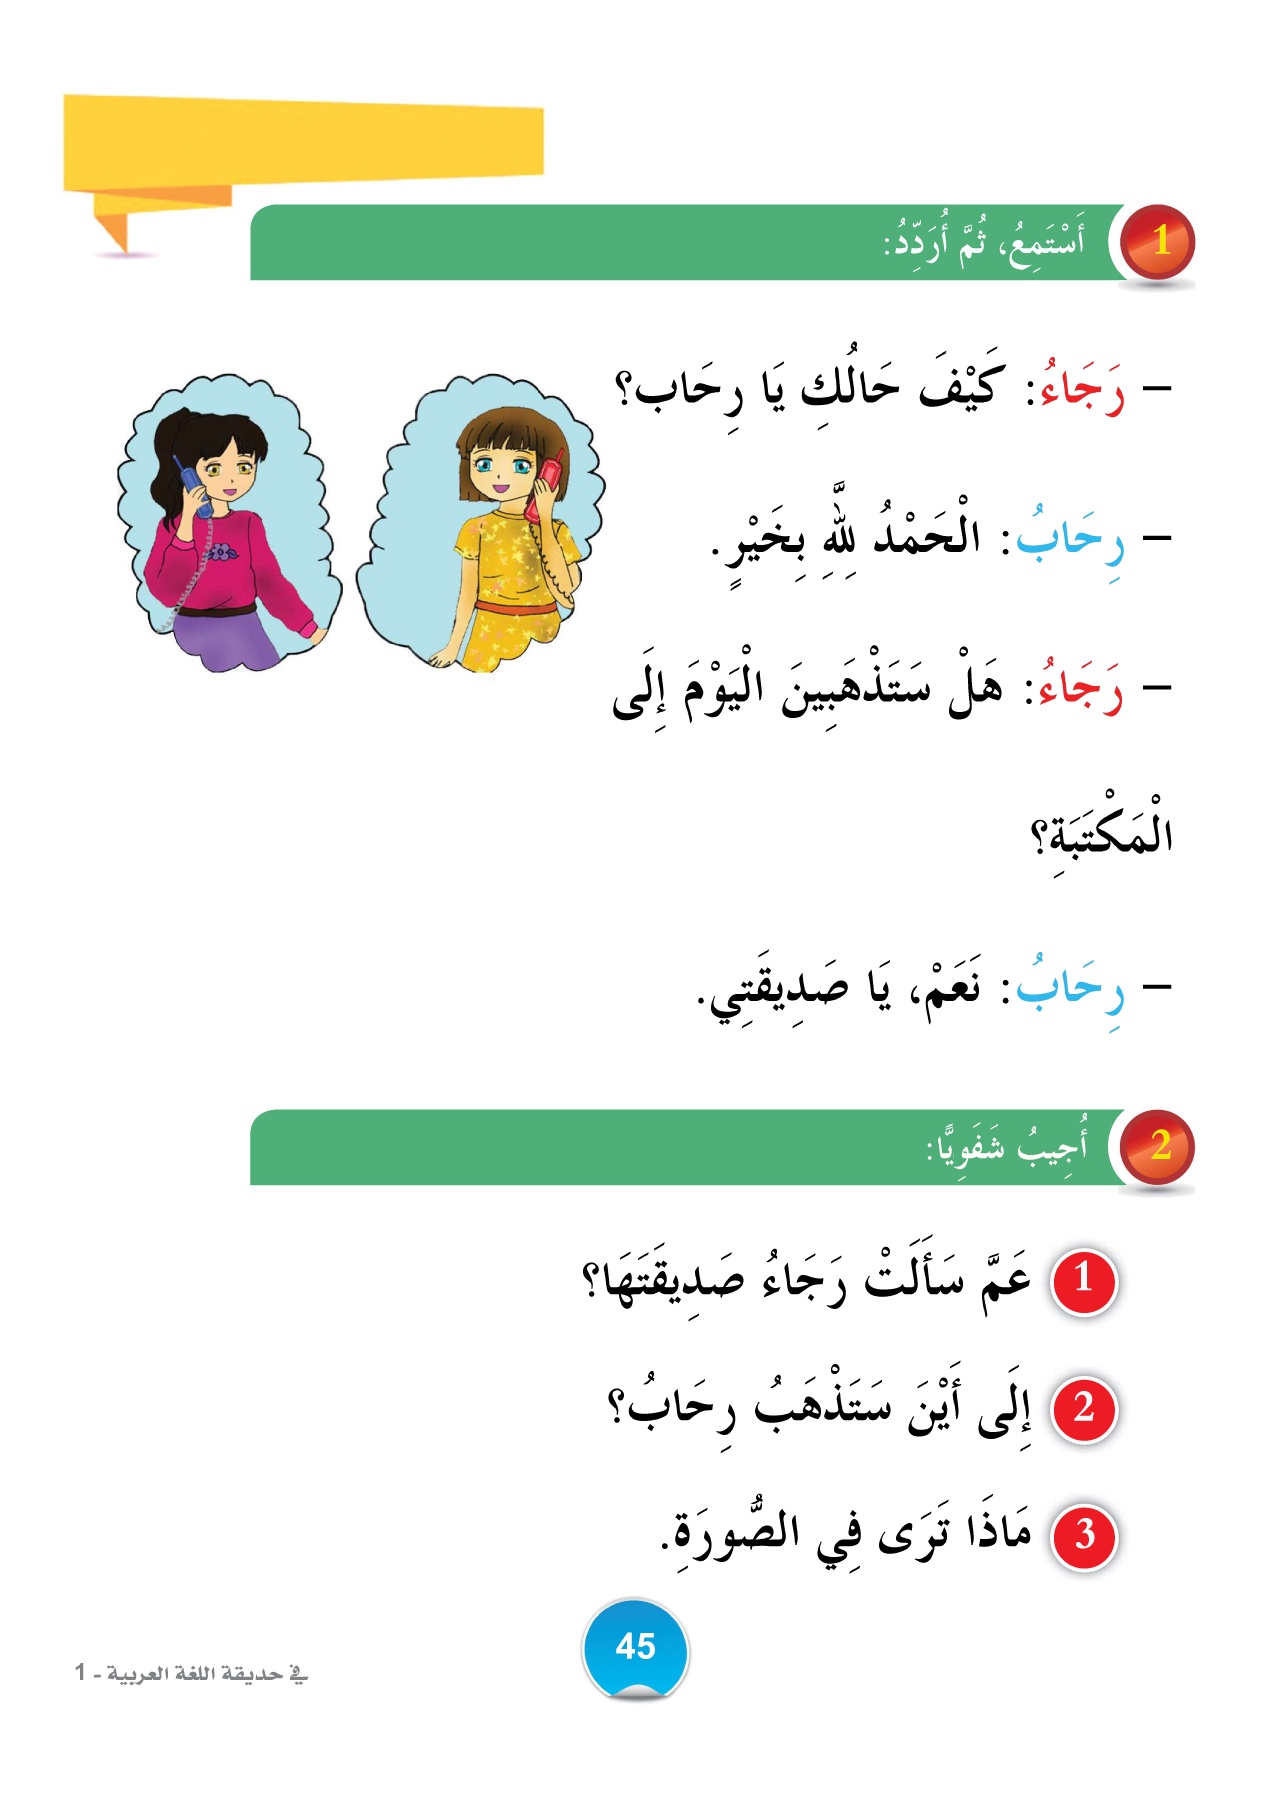 1 أَسْتَمِعُ، ثُمَّ أُرَدِّدُ:
– رَجَاءُ: كَيْفَ حَالُكِ يَا رِحَاب؟
– رِحَابُ: الْحَمْدُ لِلَّهِ بِخَيْرٍ.
– رَجَاءُ: هَلْ سَتَذْهَبِينَ الْيَوْمَ إِلَى
الْمَكْتَبَةِ؟
– رِحَابُ: نَعَمْ، يَا صَدِيقَتِي.
2 أُجِيبُ شَفَوِيًّا:
1 عَمَّ سَأَلَتْ رَجَاءُ صَدِيقَتَهَا؟
2 إِلَى أَيْنَ سَتَذْهَبُ رِحَابُ؟
3 مَاذَا تَرَى فِي الصُّورَةِ.
45
في حديقة اللغة العربية - 1